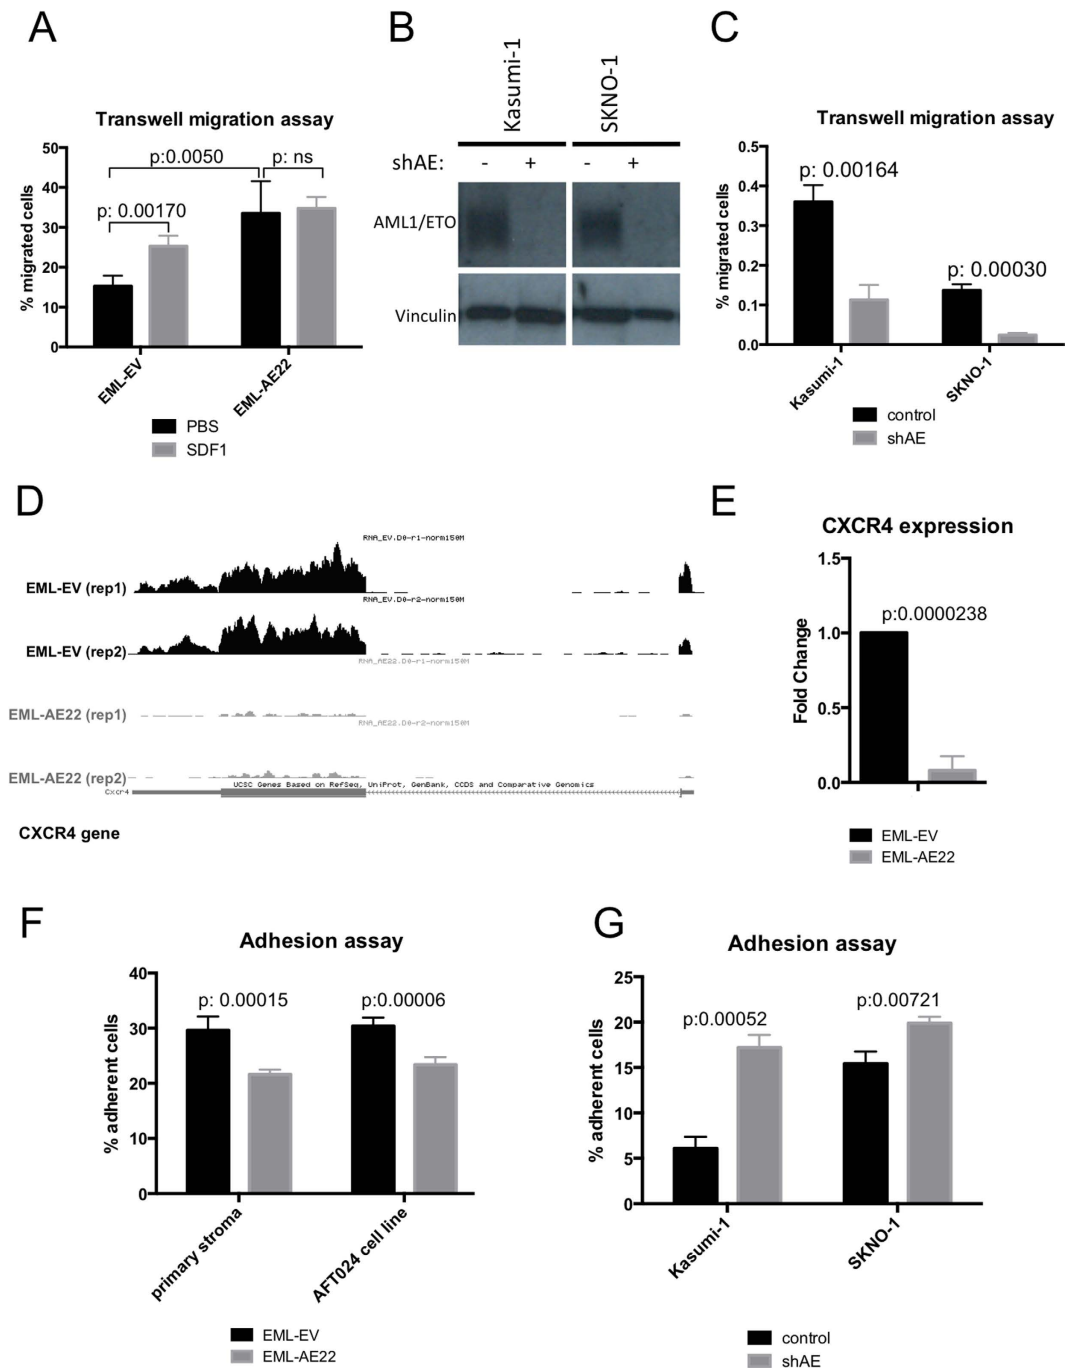 A
Transwell migration assay
% migrated cells
50
40
30
20
10
0
p:0.0050
p: ns
p: 0.00170
EML-EV
EML-AE22
PBS
SDF1
B
Kasumi-1
SKNO-1
shAE:
-
+
-
+
AML1/ETO
Vinculin
C
Transwell migration assay
% migrated cells
0.5
0.4
0.3
0.2
0.1
0.0
p: 0.00164
p: 0.00030
Kasumi-1
SKNO-1
control
shAE
D
RNA_EV.D0-r1-norm150M
EML-EV (rep1)
RNA_EV.D0-r2-norm150M
EML-EV (rep2)
RNA_AE22.D0-r1-norm150M
EML-AE22 (rep1)
RNA_AE22.D0-r2-norm150M
EML-AE22 (rep2)
UCSC Genes Based on RefSeq, UniProt, GenBank, CCDS and Comparative Genomics
Cxcr4
CXCR4 gene
E
CXCR4 expression
Fold Change
1.5
1.0
0.5
0.0
p:0.0000238
EML-EV
EML-AE22
F
Adhesion assay
% adherent cells
40
30
20
10
0
p: 0.00015
p:0.00006
primary stroma
AFT024 cell line
EML-EV
EML-AE22
G
Adhesion assay
% adherent cells
25
20
15
10
5
0
p:0.00052
p:0.00721
Kasumi-1
SKNO-1
control
shAE